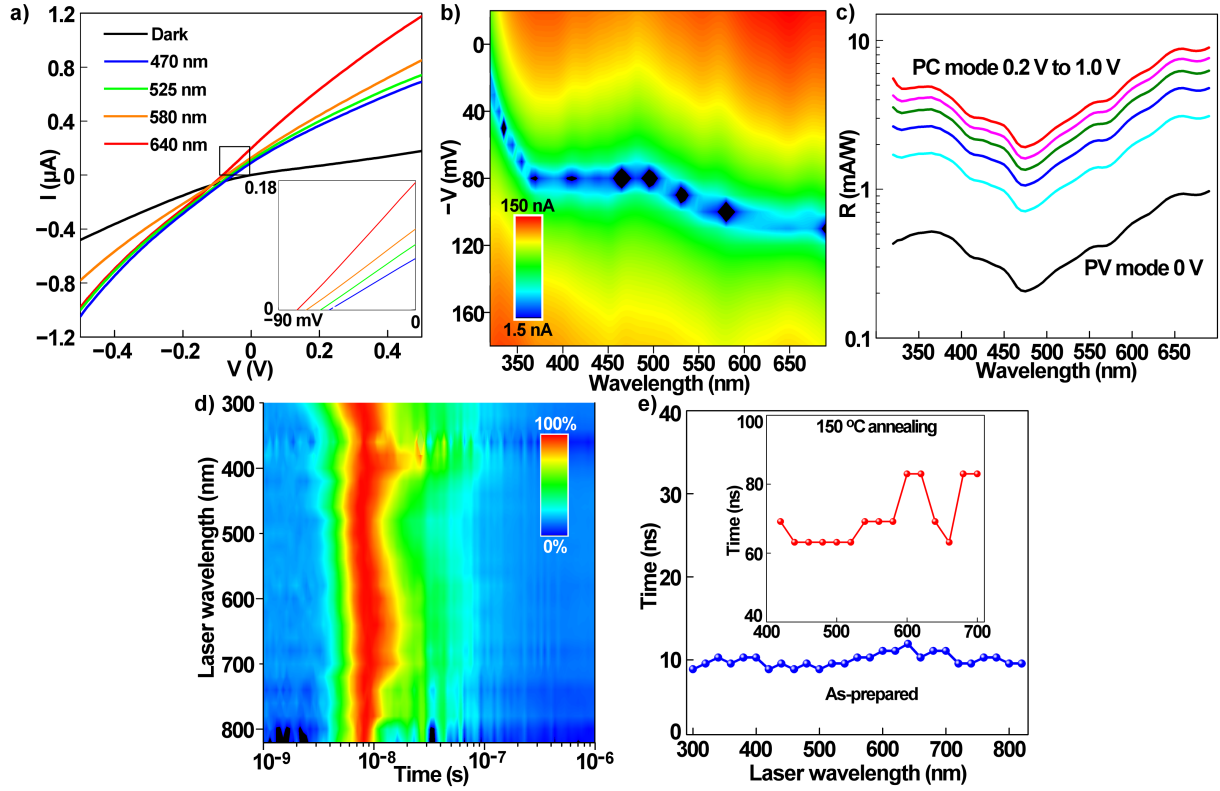 a)
Dark
470 nm
525 nm
580 nm
640 nm
1.2
0.8
0.4
0
−0.4
−0.8
−1.2
I (µA)
−0.4
−0.2
0
0.2
0.4
V (V)
0.18
0
−90 mV
0
b)
0
40
80
120
160
−V (mV)
150 nA
1.5 nA
350 400 450 500 550 600 650
Wavelength (nm)
c)
10
1
0.1
R (mA/W)
PC mode 0.2 V to 1.0 V
PV mode 0 V
350 400 450 500 550 600 650
Wavelength (nm)
d)
300
400
500
600
700
800
Laser wavelength (nm)
100%
0%
10⁻⁹
10⁻⁸
10⁻⁷
10⁻⁶
Time (s)
e)
40
30
20
10
0
Time (ns)
150 ᴼC annealing
100
80
60
40
Time (ns)
400
500
600
700
As-prepared
300 400 500 600 700 800
Laser wavelength (nm)